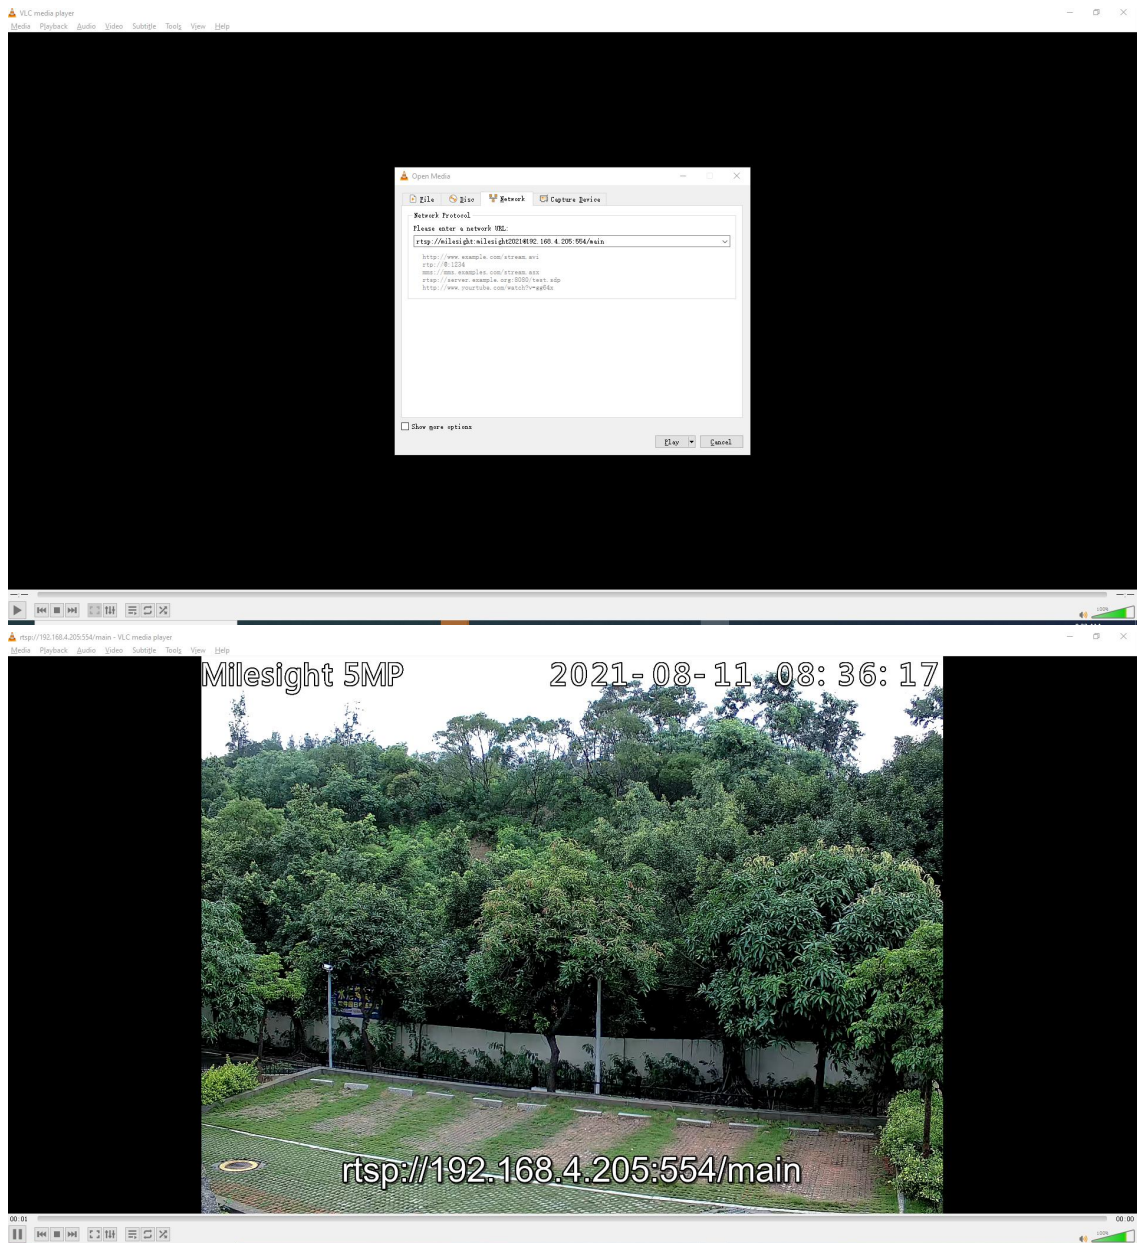 VLC media player
Media Playback Audio Video Subtitle Tools View Help
Open Media
File Disc Network Capture Device
Network Protocol
Please enter a network URL:
rtsp://milesight:milesight2021@192.168.4.205:554/main
http://www.example.com/stream.avi
rtp://@:1234
mms://mms.examples.com/stream.asx
rtsp://server.example.org:8080/test.sdp
http://www.yourtube.com/watch?v=gg64x
Show more options
Play Cancel
--:-- --:--
100%
rtsp://192.168.4.205:554/main - VLC media player
Media Playback Audio Video Subtitle Tools View Help
Milesight 5MP 2021-08-11 08:36:17
rtsp://192.168.4.205:554/main
00:01 00:00
100%